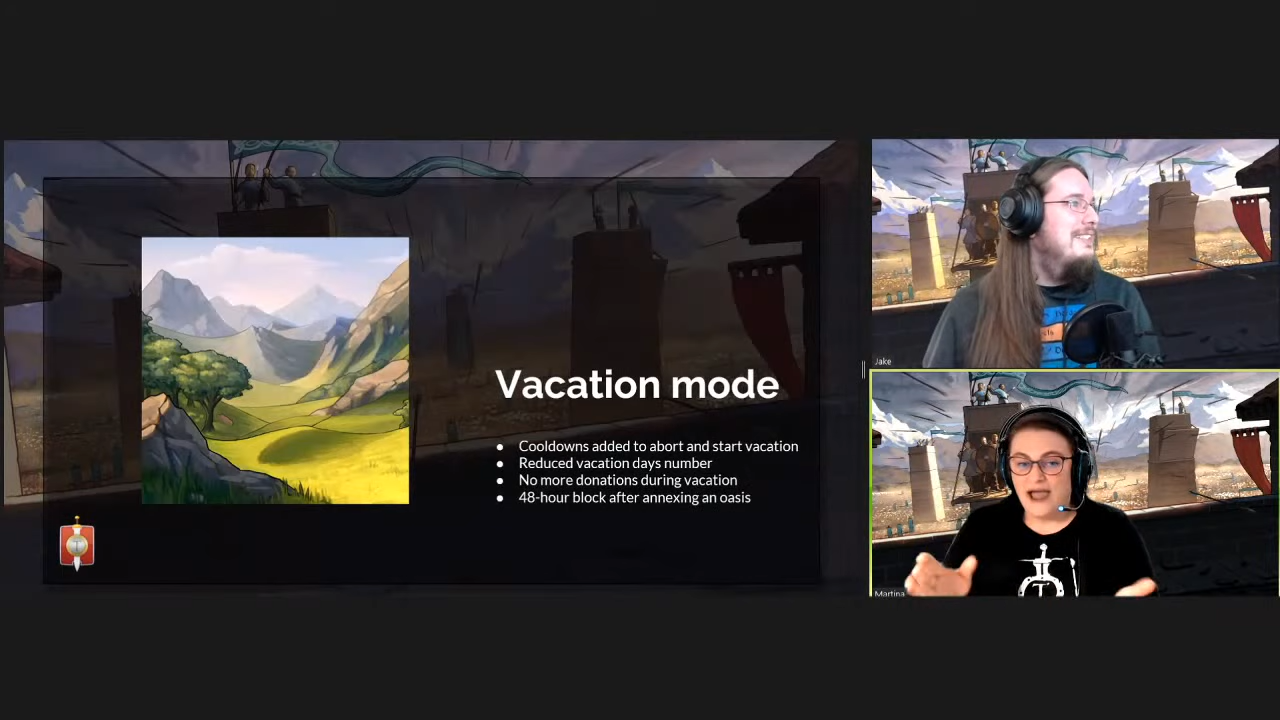 Vacation mode
Cooldowns added to abort and start vacation
Reduced vacation days number
No more donations during vacation
48-hour block after annexing an oasis
Jake
Martina